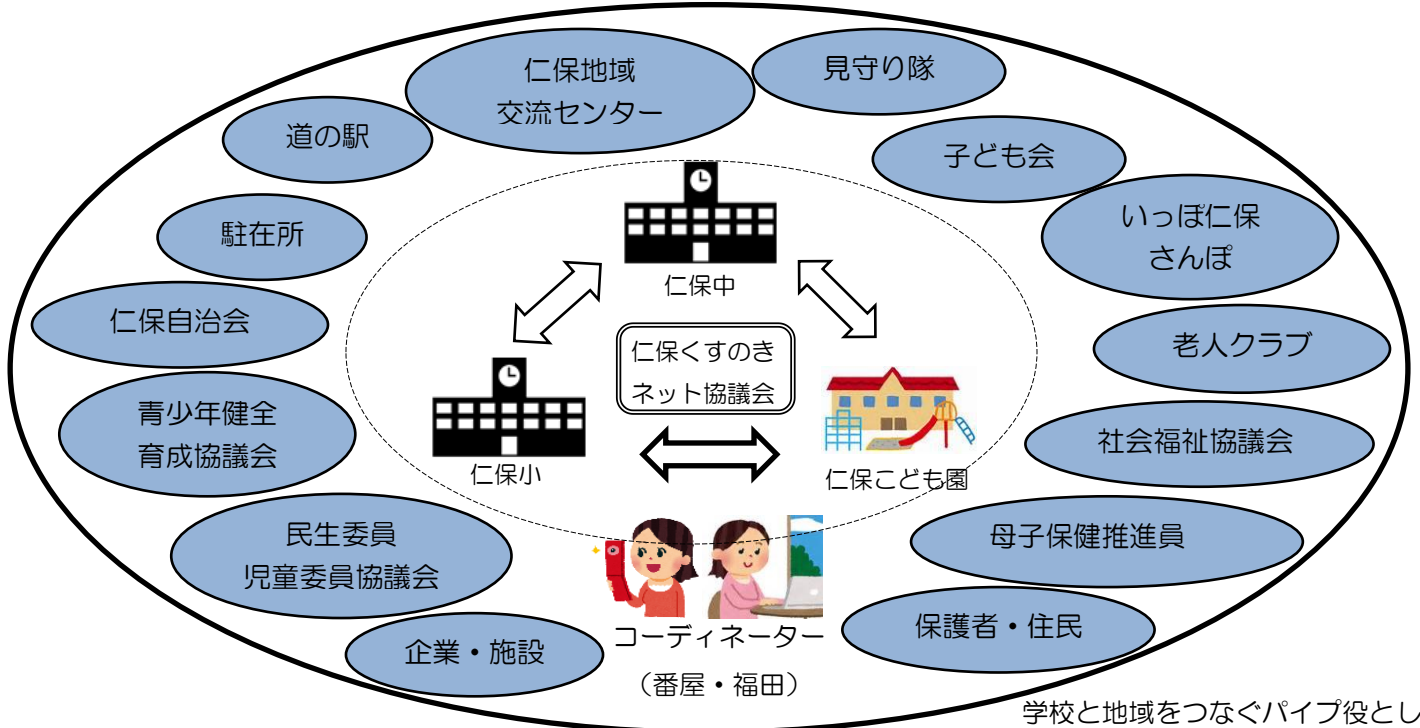 仁保地域
交流センター
見守り隊
道の駅
子ども会
いっぽ仁保
さんぽ
駐在所
仁保中
仁保自治会
仁保くすのき
ネット協議会
老人クラブ
青少年健全
育成協議会
社会福祉協議会
仁保小
仁保こども園
民生委員
児童委員協議会
母子保健推進員
コーディネーター
（番屋・福田）
保護者・住民
企業・施設
学校と地域をつなぐパイプ役とし